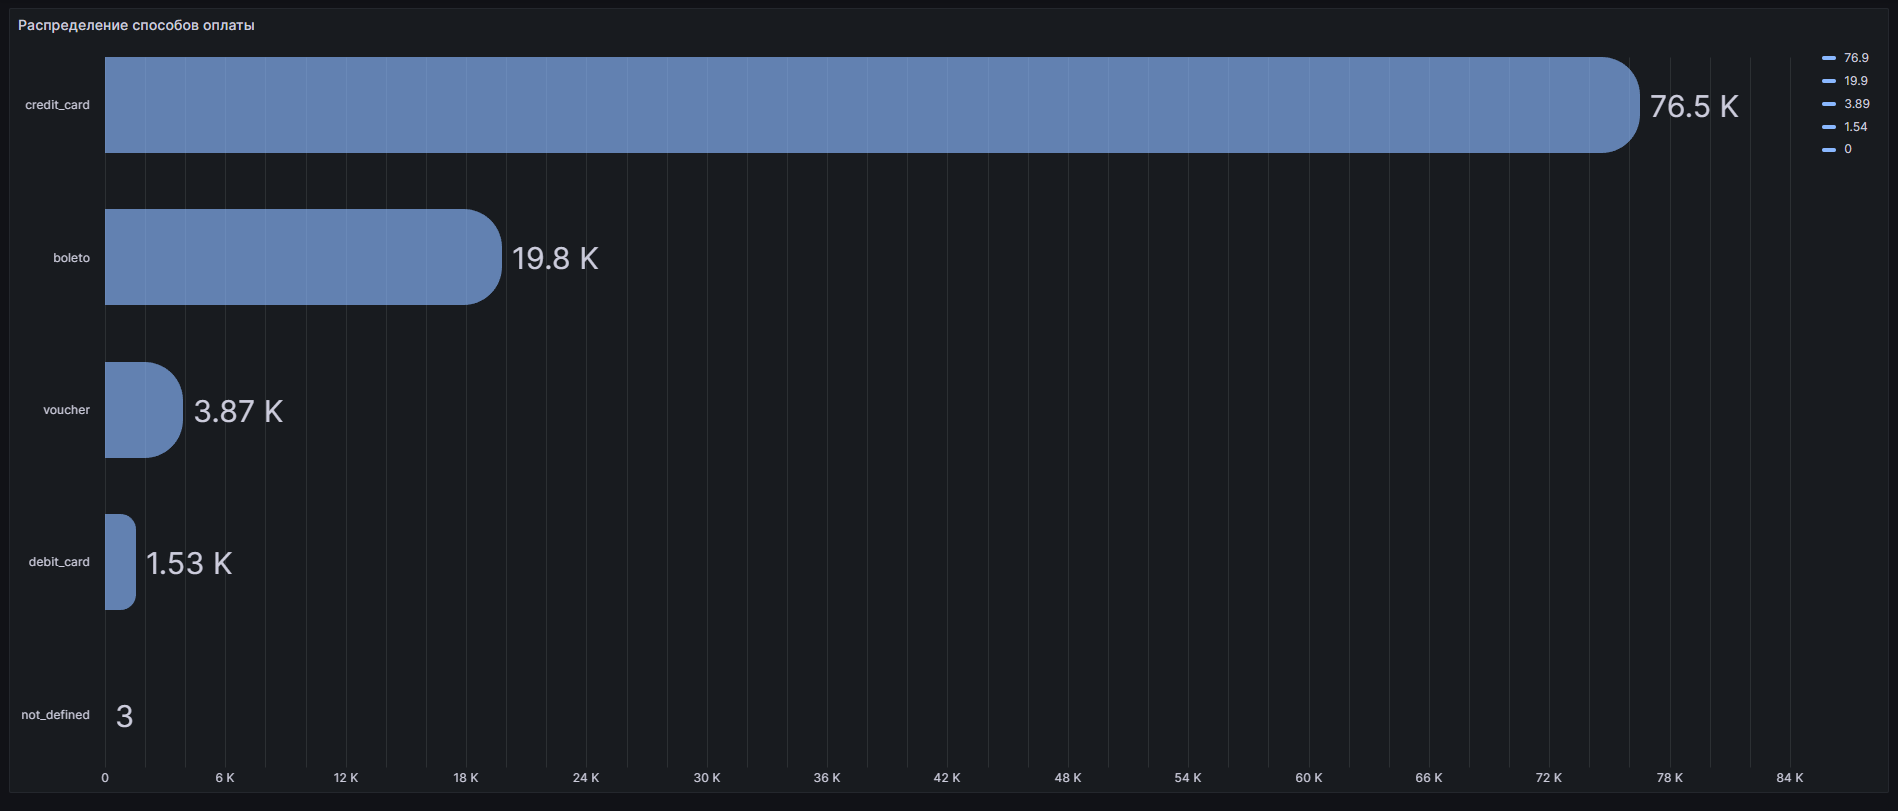 Распределение способов оплаты
credit_card
76.5 K
76.9
19.9
3.89
1.54
0
boleto
19.8 K
voucher
3.87 K
debit_card
1.53 K
not_defined
3
0 6 K 12 K 18 K 24 K 30 K 36 K 42 K 48 K 54 K 60 K 66 K 72 K 78 K 84 K